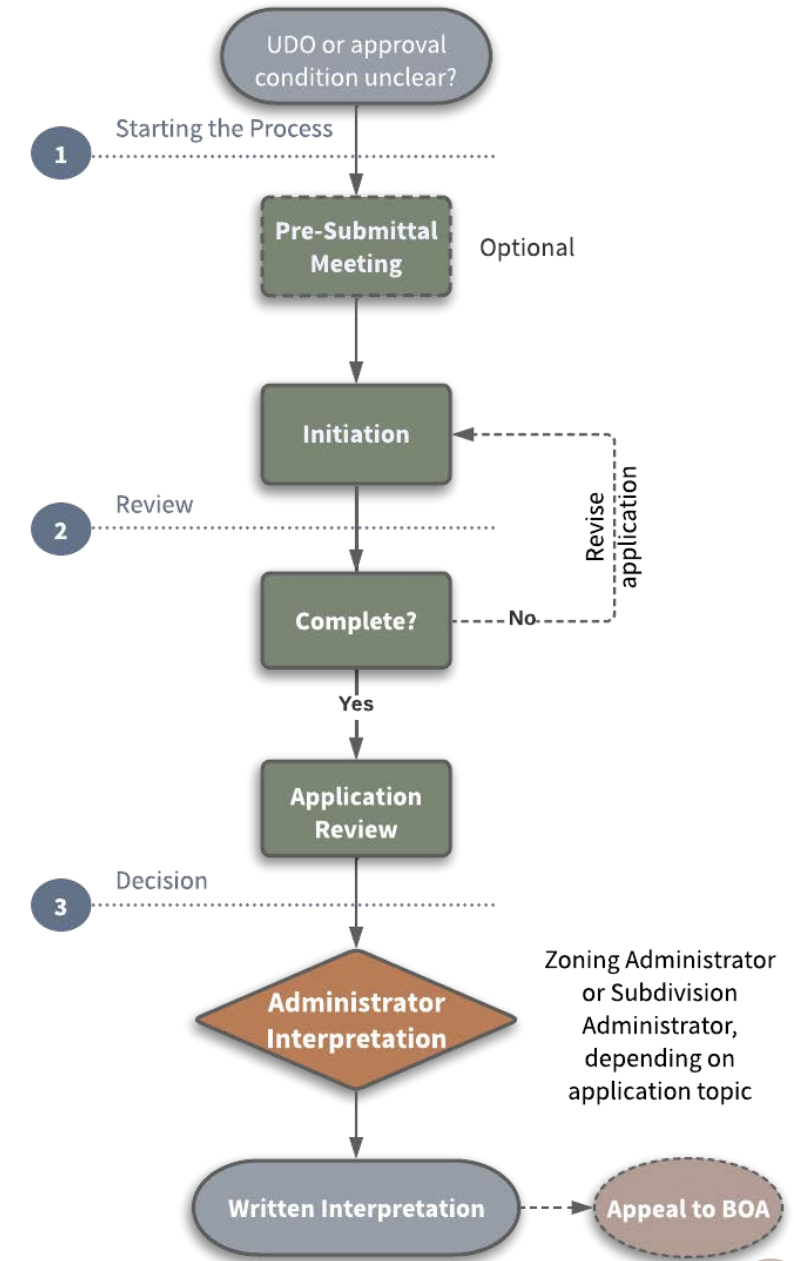 UDO or approval
condition unclear?
Starting the Process
1
Pre-Submittal
Meeting
Optional
Initiation
Revise
application
Review
2
Complete?
No
Yes
Application
Review
Decision
3
Administrator
Interpretation
Zoning Administrator
or Subdivision
Administrator,
depending on
application topic
Written Interpretation
Appeal to BOA